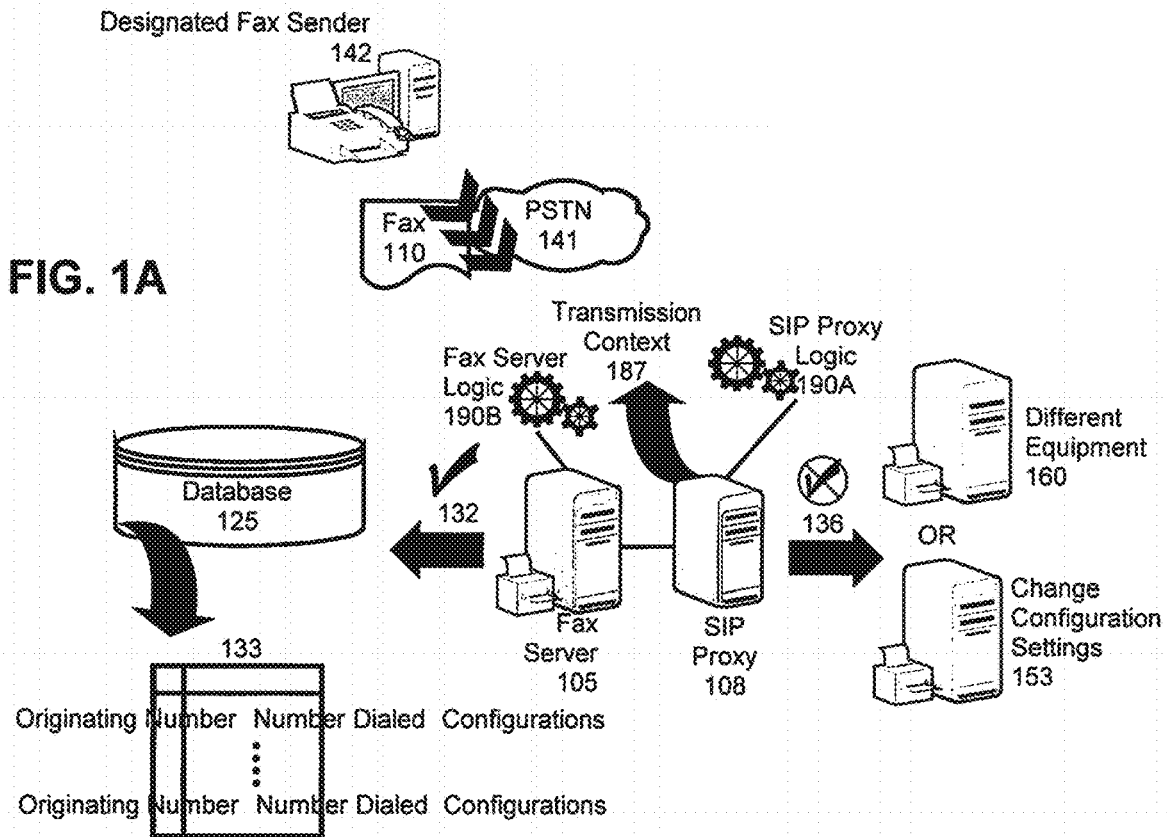 Designated Fax Sender
142
Fax
110
PSTN
141
FIG. 1A
Transmission
Context
187
SIP Proxy
Logic
190A
Fax Server
Logic
190B
Different
Equipment
160
Database
125
132
136
OR
Fax
Server
105
SIP
Proxy
108
Change
Configuration
Settings
153
133
Originating Number Number Dialed Configurations
Originating Number Number Dialed Configurations